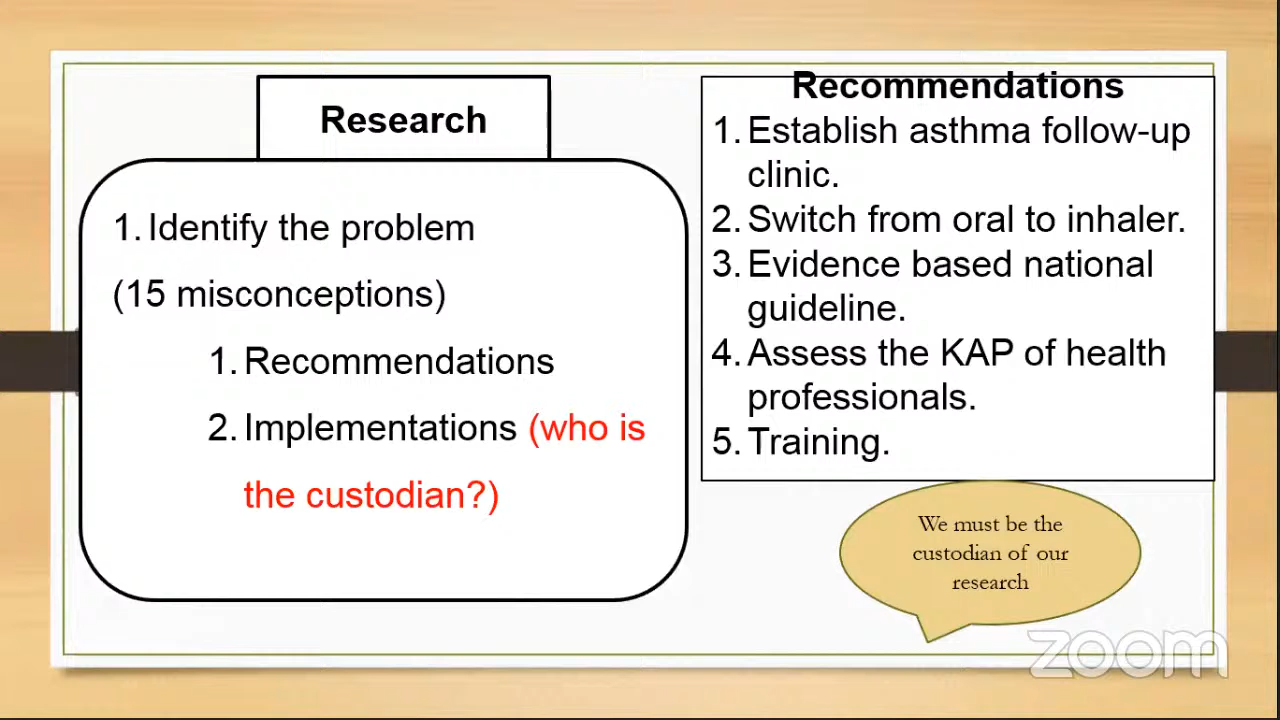 Research
1. Identify the problem
(15 misconceptions)
1. Recommendations
2. Implementations (who is
the custodian?)
Recommendations
1. Establish asthma follow-up
clinic.
2. Switch from oral to inhaler.
3. Evidence based national
guideline.
4. Assess the KAP of health
professionals.
5. Training.
We must be the
custodian of our
research
zoom